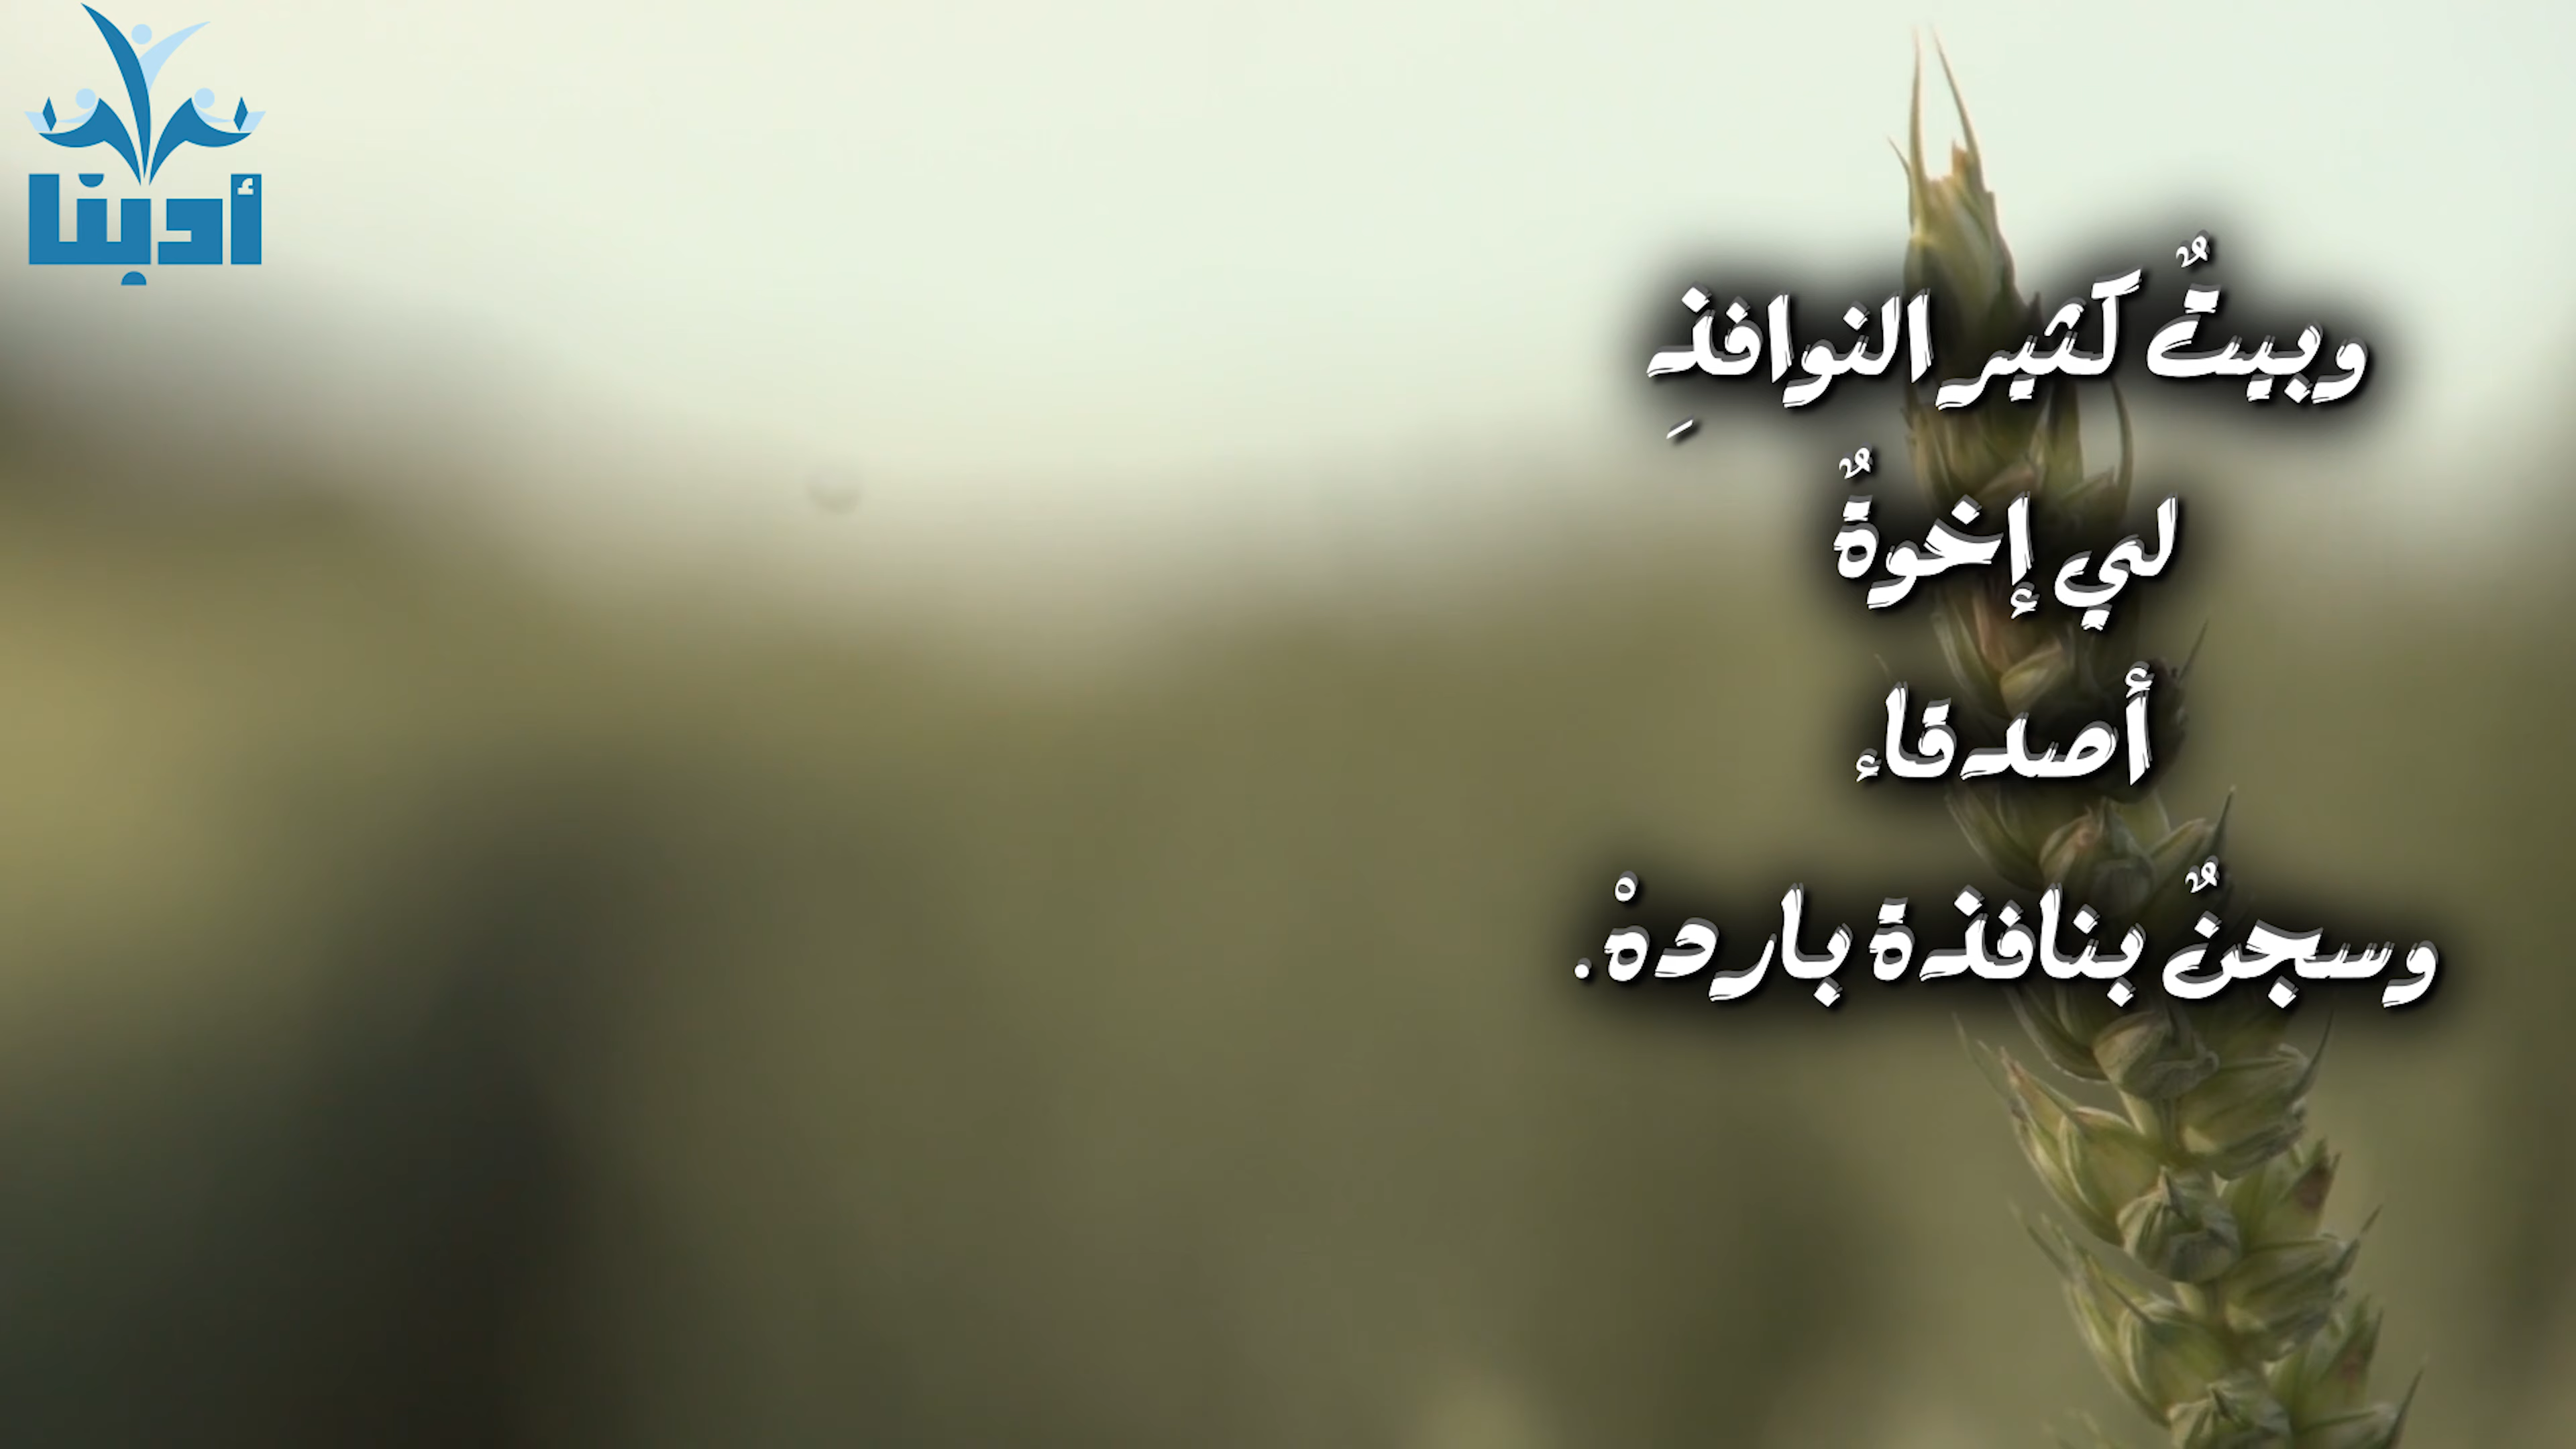 أدبنا
وبيتٌ كثير النوافذِ
لي إخوةٌ
أصدقاء
وسجنٌ بنافذة باردهْ.